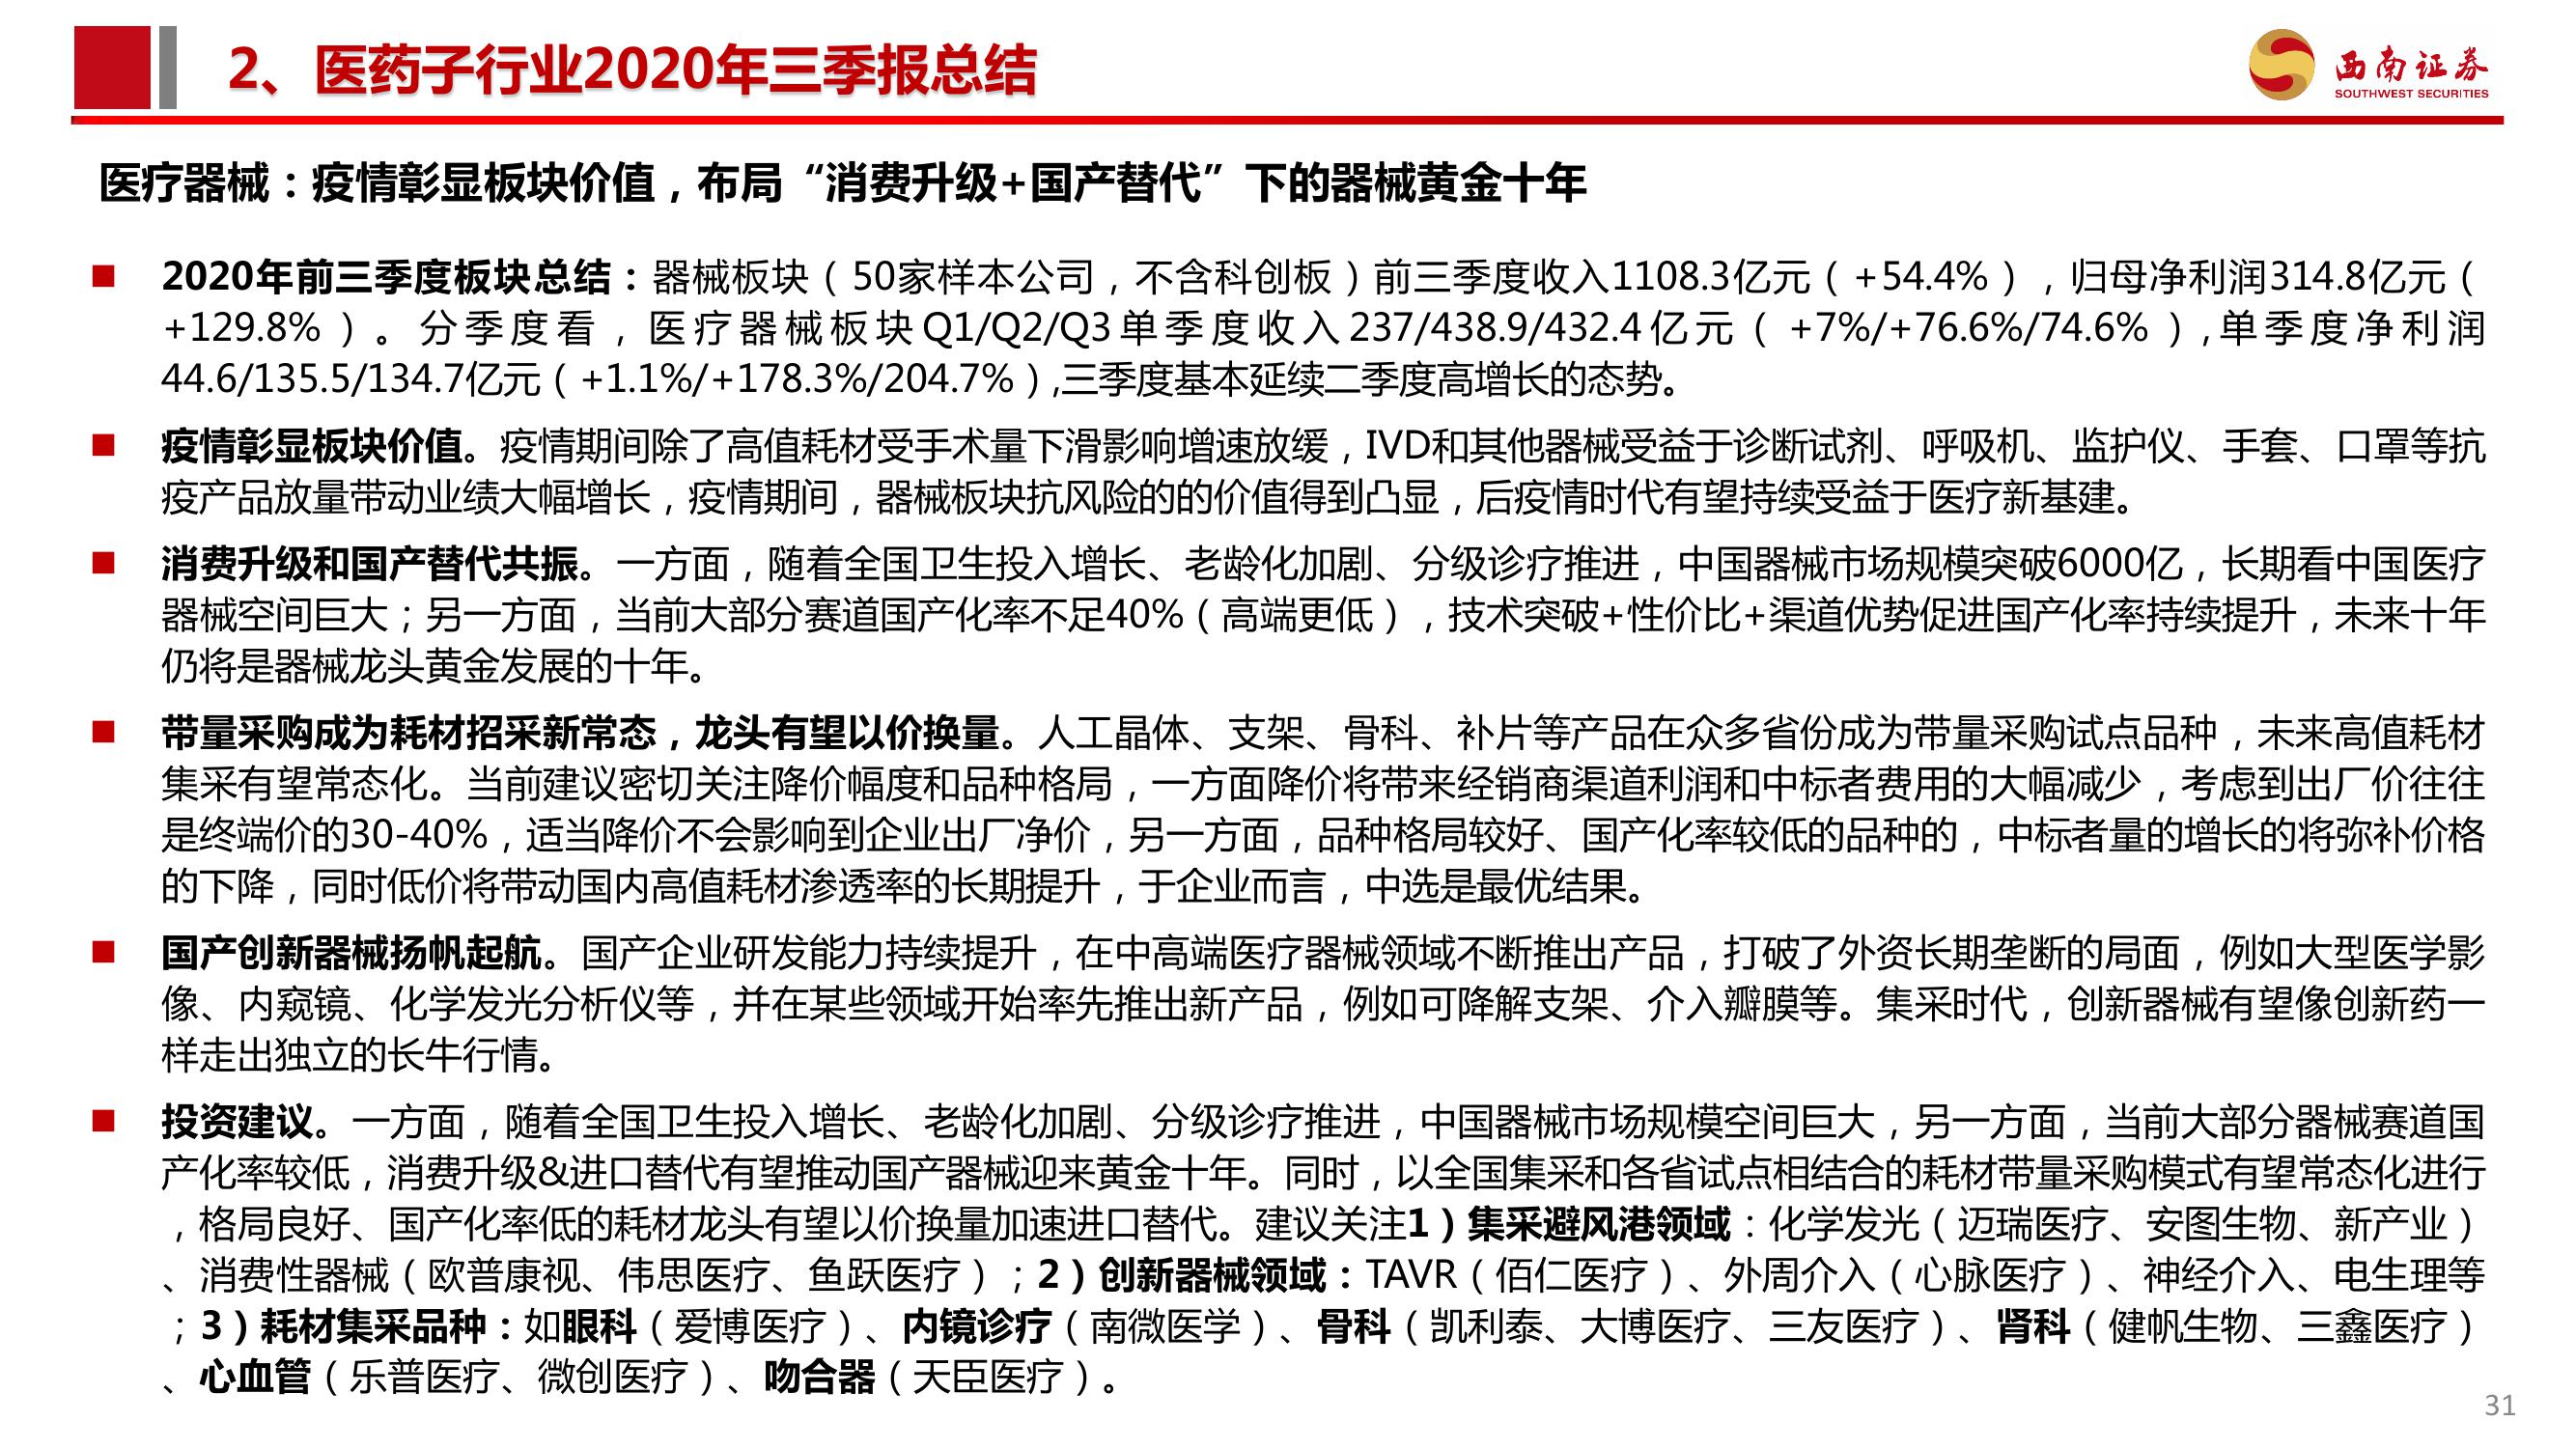 2、医药子行业2020年三季报总结
西南证券
SOUTHWEST SECURITIES
医疗器械：疫情彰显板块价值，布局“消费升级+国产替代”下的器械黄金十年
2020年前三季度板块总结：器械板块（50家样本公司，不含科创板）前三季度收入1108.3亿元（+54.4%），归母净利润314.8亿元（
+129.8%）。分季度看，医疗器械板块Q1/Q2/Q3单季度收入237/438.9/432.4亿元（ +7%/+76.6%/74.6% ）,单季度净利润
44.6/135.5/134.7亿元（+1.1%/+178.3%/204.7%）,三季度基本延续二季度高增长的态势。
疫情彰显板块价值。疫情期间除了高值耗材受手术量下滑影响增速放缓，IVD和其他器械受益于诊断试剂、呼吸机、监护仪、手套、口罩等抗
疫产品放量带动业绩大幅增长，疫情期间，器械板块抗风险的的价值得到凸显，后疫情时代有望持续受益于医疗新基建。
消费升级和国产替代共振。一方面，随着全国卫生投入增长、老龄化加剧、分级诊疗推进，中国器械市场规模突破6000亿，长期看中国医疗
器械空间巨大；另一方面，当前大部分赛道国产化率不足40%（高端更低），技术突破+性价比+渠道优势促进国产化率持续提升，未来十年
仍将是器械龙头黄金发展的十年。
带量采购成为耗材招采新常态，龙头有望以价换量。人工晶体、支架、骨科、补片等产品在众多省份成为带量采购试点品种，未来高值耗材
集采有望常态化。当前建议密切关注降价幅度和品种格局，一方面降价将带来经销商渠道利润和中标者费用的大幅减少，考虑到出厂价往往
是终端价的30-40%，适当降价不会影响到企业出厂净价，另一方面，品种格局较好、国产化率较低的品种的，中标者量的增长的将弥补价格
的下降，同时低价将带动国内高值耗材渗透率的长期提升，于企业而言，中选是最优结果。
国产创新器械扬帆起航。国产企业研发能力持续提升，在中高端医疗器械领域不断推出产品，打破了外资长期垄断的局面，例如大型医学影
像、内窥镜、化学发光分析仪等，并在某些领域开始率先推出新产品，例如可降解支架、介入瓣膜等。集采时代，创新器械有望像创新药一
样走出独立的长牛行情。
投资建议。一方面，随着全国卫生投入增长、老龄化加剧、分级诊疗推进，中国器械市场规模空间巨大，另一方面，当前大部分器械赛道国
产化率较低，消费升级&进口替代有望推动国产器械迎来黄金十年。同时，以全国集采和各省试点相结合的耗材带量采购模式有望常态化进行
，格局良好、国产化率低的耗材龙头有望以价换量加速进口替代。建议关注1）集采避风港领域：化学发光（迈瑞医疗、安图生物、新产业）
、消费性器械（欧普康视、伟思医疗、鱼跃医疗）；2）创新器械领域：TAVR（佰仁医疗）、外周介入（心脉医疗）、神经介入、电生理等
；3）耗材集采品种：如眼科（爱博医疗）、内镜诊疗（南微医学）、骨科（凯利泰、大博医疗、三友医疗）、肾科（健帆生物、三鑫医疗）
、心血管（乐普医疗、微创医疗）、吻合器（天臣医疗）。
31